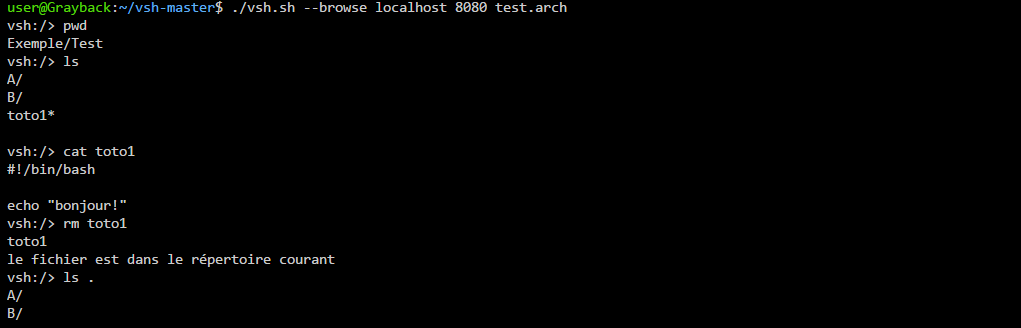 user@Grayback:~/vsh-master$ ./vsh.sh --browse localhost 8080 test.arch
vsh:/> pwd
Exemple/Test
vsh:/> ls
A/
B/
toto1*
vsh:/> cat toto1
#!/bin/bash
echo "bonjour!"
vsh:/> rm toto1
toto1
le fichier est dans le répertoire courant
vsh:/> ls .
A/
B/